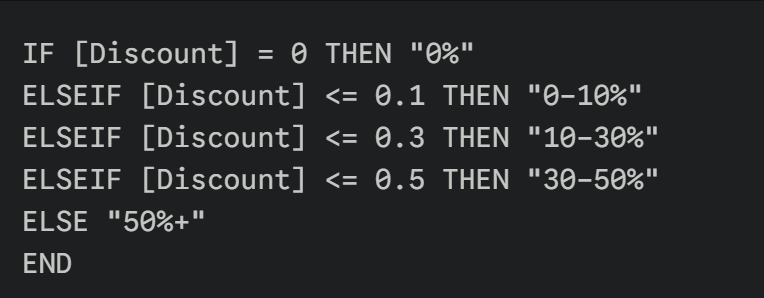 IF [Discount] = 0 THEN "0%"
ELSEIF [Discount] <= 0.1 THEN "0–10%"
ELSEIF [Discount] <= 0.3 THEN "10–30%"
ELSEIF [Discount] <= 0.5 THEN "30–50%"
ELSE "50%+"
END